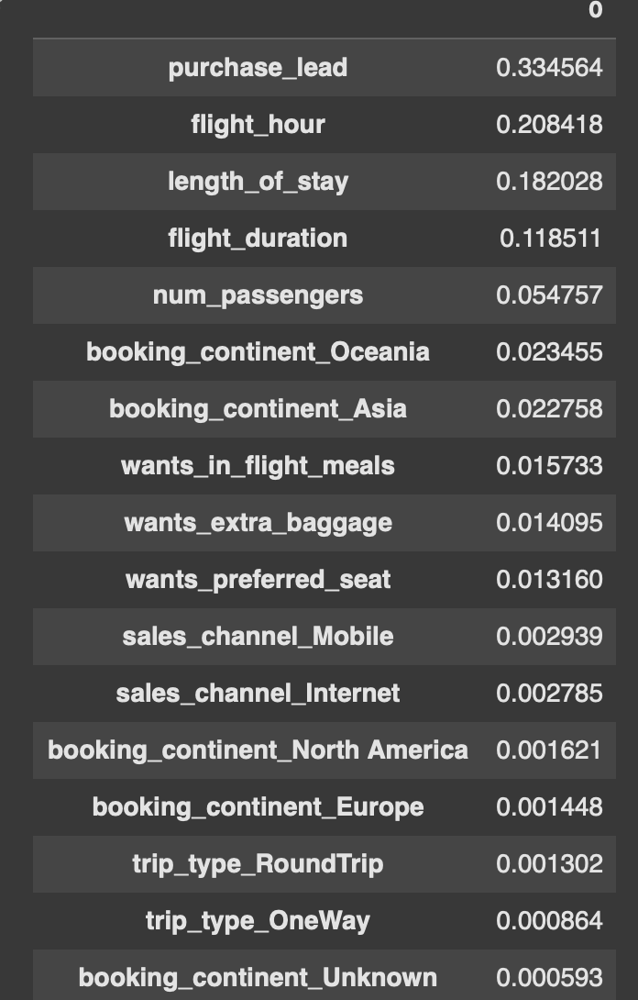 0
purchase_lead 0.334564
flight_hour 0.208418
length_of_stay 0.182028
flight_duration 0.118511
num_passengers 0.054757
booking_continent_Oceania 0.023455
booking_continent_Asia 0.022758
wants_in_flight_meals 0.015733
wants_extra_baggage 0.014095
wants_preferred_seat 0.013160
sales_channel_Mobile 0.002939
sales_channel_Internet 0.002785
booking_continent_North America 0.001621
booking_continent_Europe 0.001448
trip_type_RoundTrip 0.001302
trip_type_OneWay 0.000864
booking_continent_Unknown 0.000593